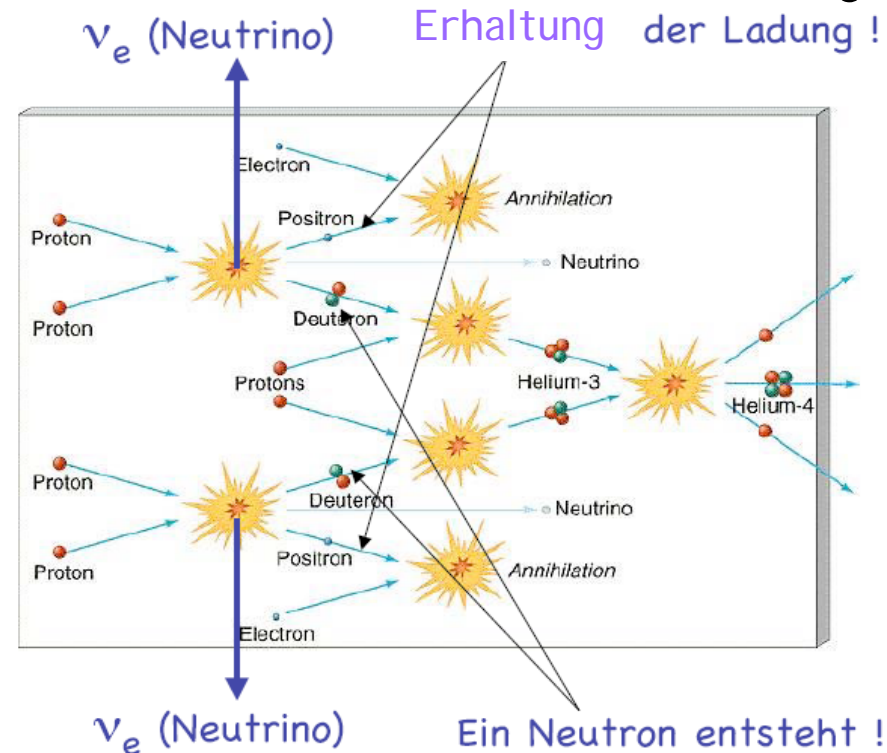 νe (Neutrino)
Erhaltung der Ladung !
Electron
Annihilation
Positron
Proton
Neutrino
Proton
Deuteron
Protons
Helium-3
Helium-4
Proton
Deuteron
Neutrino
Positron
Proton
Annihilation
Electron
νe (Neutrino)
Ein Neutron entsteht !